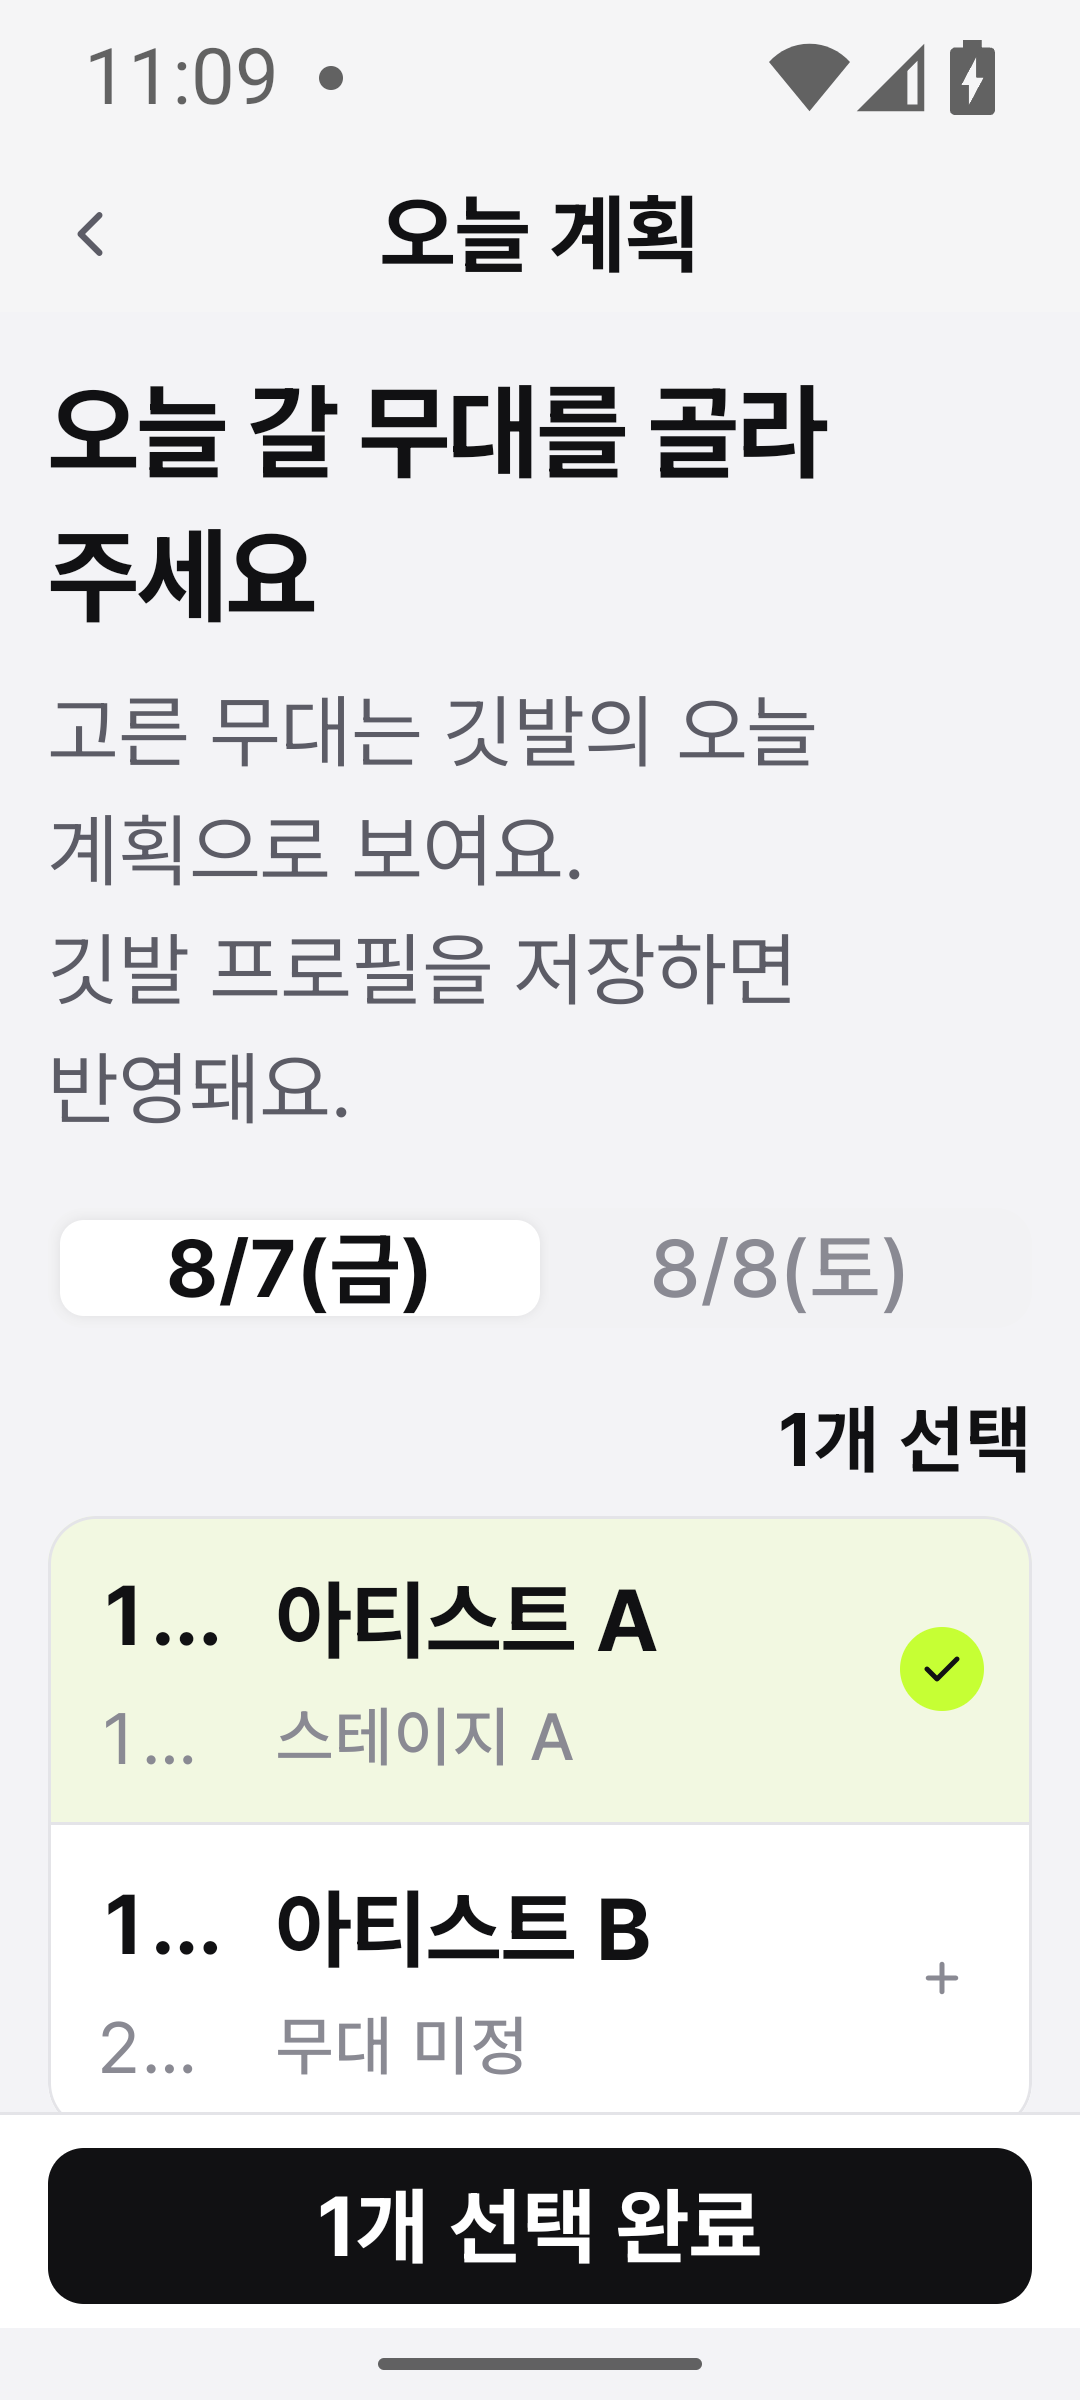 11:09
오늘 계획
오늘 갈 무대를 골라
주세요
고른 무대는 깃발의 오늘
계획으로 보여요.
깃발 프로필을 저장하면
반영돼요.
8/7(금) 8/8(토)
1개 선택
1... 아티스트 A
1... 스테이지 A
1... 아티스트 B
2... 무대 미정
1개 선택 완료